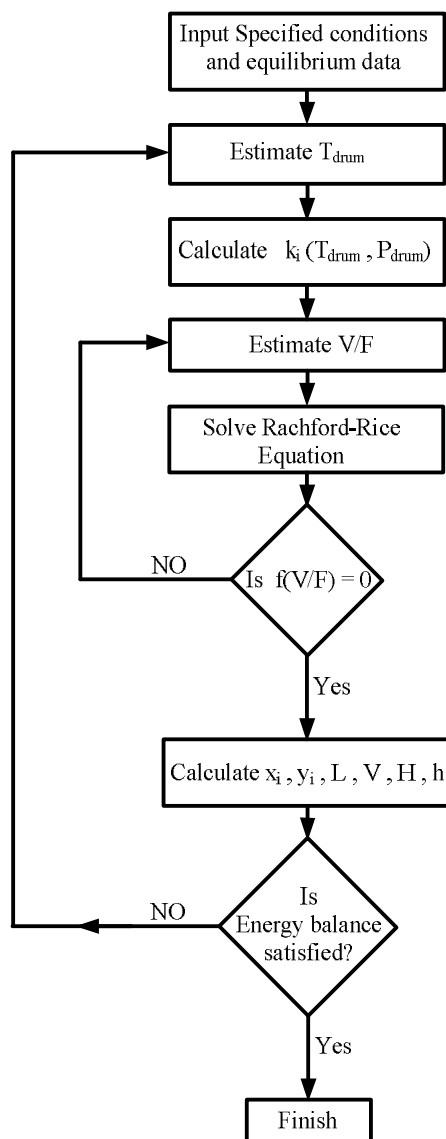 Input Specified conditions
and equilibrium data
Estimate T_drum
Calculate k_i (T_drum , P_drum)
Estimate V/F
Solve Rachford-Rice
Equation
NO
Is f(V/F) = 0
Yes
Calculate x_i , y_i , L , V , H , h
NO
Is
Energy balance
satisfied?
Yes
Finish